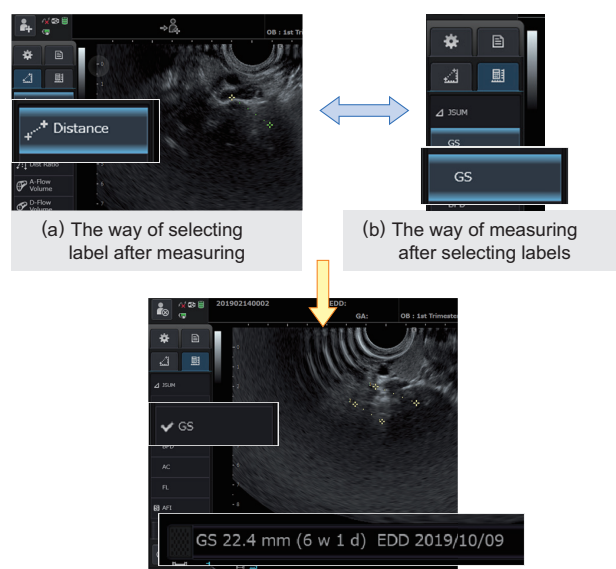 OB : 1st Tri
Distance
Dist Ratio
A-Flow
Volume
D-Flow
Volume
JSUM
GS
GS
BPD
(a) The way of selecting
label after measuring
(b) The way of measuring
after selecting labels
201902140002
EDD:
GA:
OB : 1st Trimester
JSUM
GS
BPD
AC
FL
AFI
GS 22.4 mm (6 w 1 d) EDD 2019/10/09